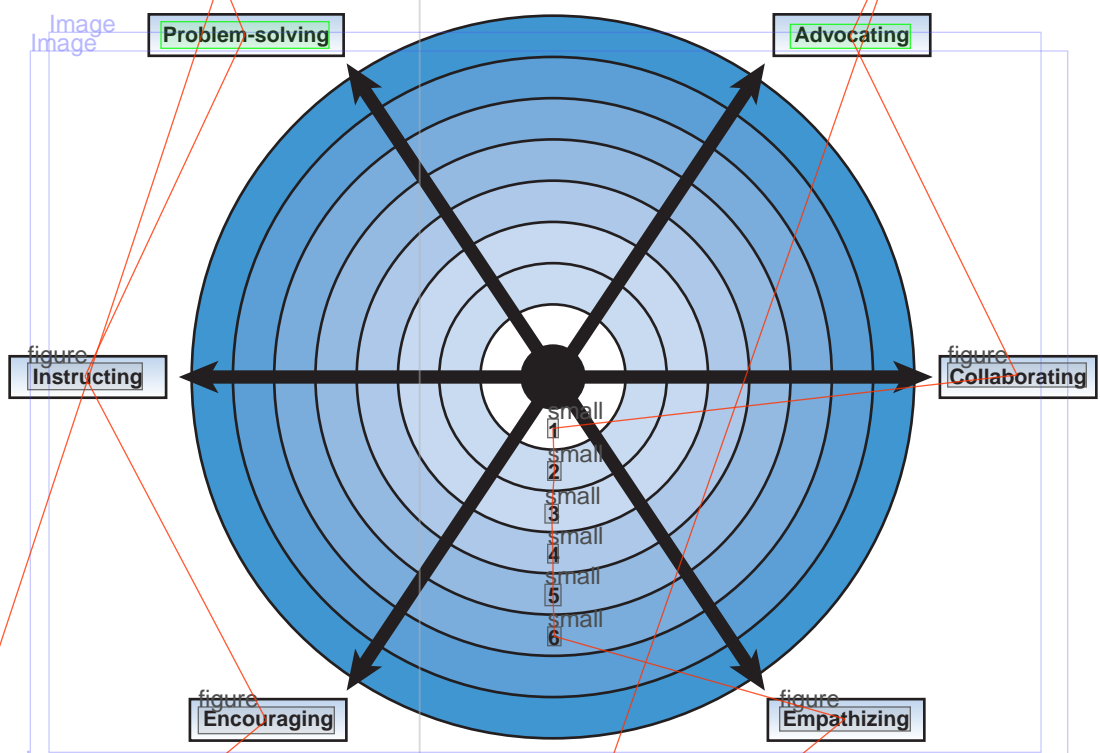 Image
Image
Problem-solving
Advocating
figure
Instructing
figure
Collaborating
small
1
small
2
small
3
small
4
small
5
small
6
figure
Encouraging
figure
Empathizing